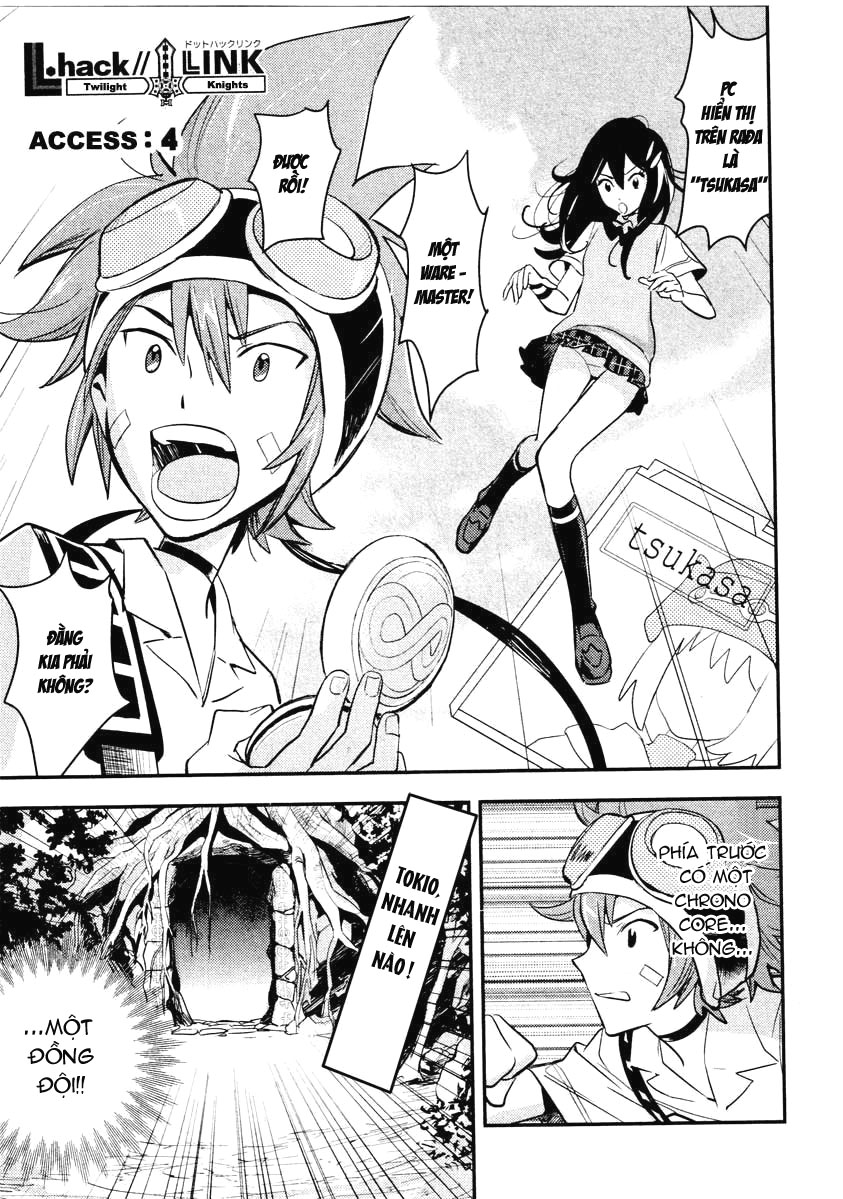 .hack//
ドットハックリンク
LINK
Twilight
Knights
ACCESS : 4
PC
HIỂN THỊ
TRÊN RAĐA
LÀ
"TSUKASA"
MỘT
WARE -
MASTER!
ĐƯỢC
RỒI!
ĐẰNG
KIA PHẢI
KHÔNG?
tsukasa
PHÍA TRƯỚC
CÓ MỘT
CHRONO
CORE...
KHÔNG...
TOKIO,
NHANH
LÊN
NÀO!
...MỘT
ĐỒNG
ĐỘI!!